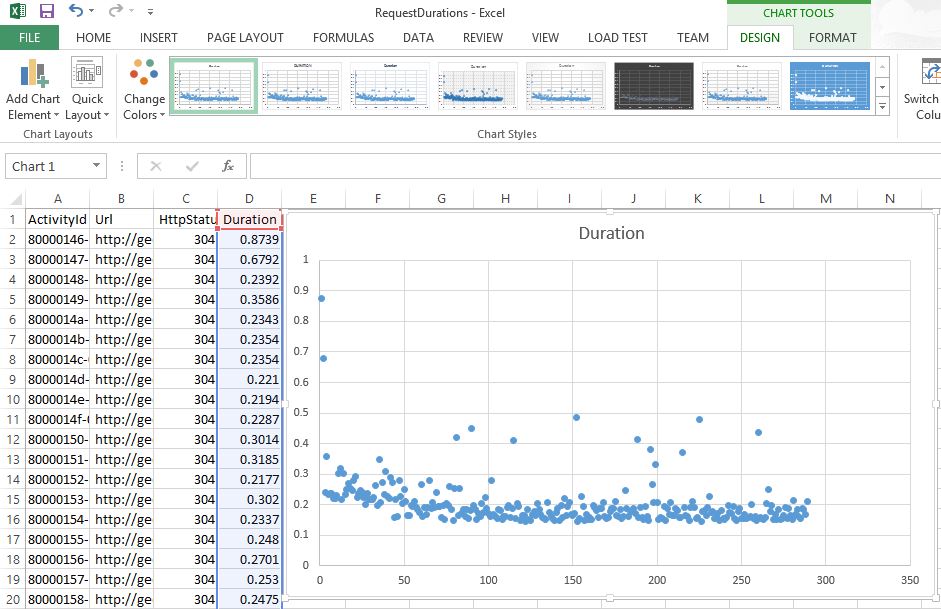 RequestDurations - Excel
CHART TOOLS
FILE HOME INSERT PAGE LAYOUT FORMULAS DATA REVIEW VIEW LOAD TEST TEAM DESIGN FORMAT
Add Chart Quick Change Switch
Element Layout Colors Colu
Chart Layouts Chart Styles
Chart 1 fx
A B C D E F G H I J K L M N
1 ActivityId Url HttpStatu Duration
2 80000146- http://ge 304 0.8739
3 80000147- http://ge 304 0.6792
4 80000148- http://ge 304 0.2392
5 80000149- http://ge 304 0.3586
6 8000014a- http://ge 304 0.2343
7 8000014b- http://ge 304 0.2354
8 8000014c- http://ge 304 0.2354
9 8000014d- http://ge 304 0.221
10 8000014e- http://ge 304 0.2194
11 8000014f- http://ge 304 0.2287
12 80000150- http://ge 304 0.3014
13 80000151- http://ge 304 0.3185
14 80000152- http://ge 304 0.2177
15 80000153- http://ge 304 0.302
16 80000154- http://ge 304 0.2337
17 80000155- http://ge 304 0.248
18 80000156- http://ge 304 0.2701
19 80000157- http://ge 304 0.253
20 80000158- http://ge 304 0.2475
Duration
1
0.9
0.8
0.7
0.6
0.5
0.4
0.3
0.2
0.1
0
0 50 100 150 200 250 300 350